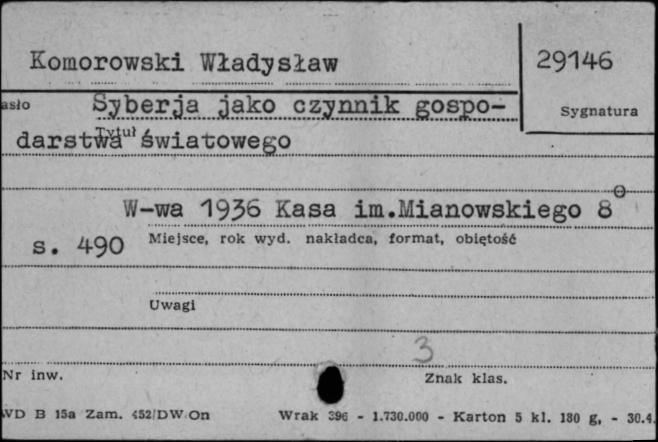 Komorowski Władysław
29146
asło
Syberja jako czynnik gospo-
Sygnatura
Tytuł
darstwa światowego
W-wa 1936 Kasa im.Mianowskiego 8°
s. 490
Miejsce, rok wyd. nakładca, format, obiętość
Uwagi
3
Nr inw.
Znak klas.
WD B 15a Zam. 452/DW/On
Wrak 396 - 1.730.000 - Karton 5 kl. 180 g, - 30.4.